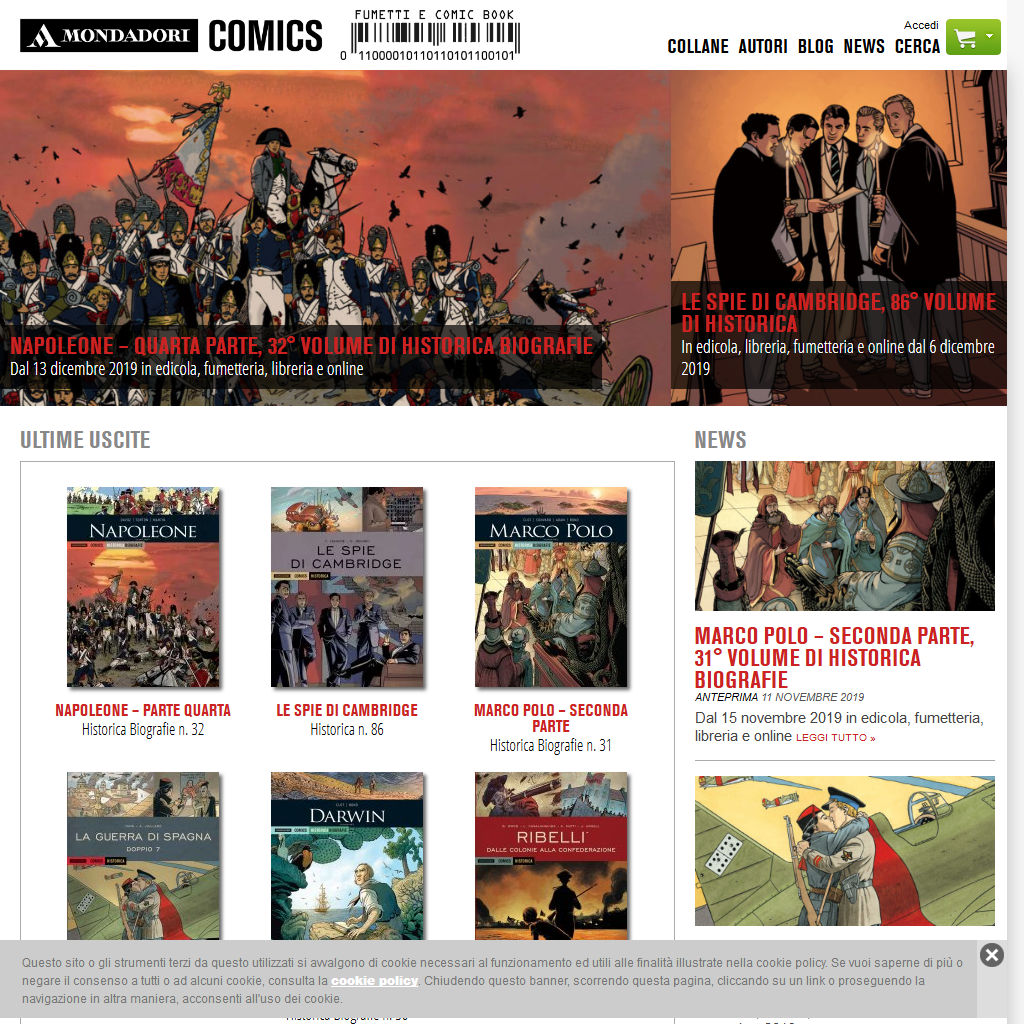 FUMETTI E COMIC BOOK
MONDADORI COMICS
0 11000010110110101100101
Accedi
COLLANE AUTORI BLOG NEWS CERCA
NAPOLEONE – QUARTA PARTE, 32° VOLUME DI HISTORICA BIOGRAFIE
Dal 13 dicembre 2019 in edicola, fumetteria, libreria e online
LE SPIE DI CAMBRIDGE, 86° VOLUME
DI HISTORICA
In edicola, libreria, fumetteria e online dal 6 dicembre
2019
ULTIME USCITE
NAPOLEONE
LE SPIE
DI CAMBRIDGE
MARCO POLO
NAPOLEONE – PARTE QUARTA
Historica Biografie n. 32
LE SPIE DI CAMBRIDGE
Historica n. 86
MARCO POLO – SECONDA
PARTE
Historica Biografie n. 31
LA GUERRA DI SPAGNA
DOPPIO 7
DARWIN
RIBELLI
DALLE COLONIE ALLA CONFEDERAZIONE
NEWS
MARCO POLO – SECONDA PARTE,
31° VOLUME DI HISTORICA
BIOGRAFIE
ANTEPRIMA 11 NOVEMBRE 2019
Dal 15 novembre 2019 in edicola, fumetteria,
libreria e online LEGGI TUTTO »
Questo sito o gli strumenti terzi da questo utilizzati si avvalgono di cookie necessari al funzionamento ed utili alle finalità illustrate nella cookie policy. Se vuoi saperne di più o
negare il consenso a tutti o ad alcuni cookie, consulta la cookie policy. Chiudendo questo banner, scorrendo questa pagina, cliccando su un link o proseguendo la
navigazione in altra maniera, acconsenti all'uso dei cookie.